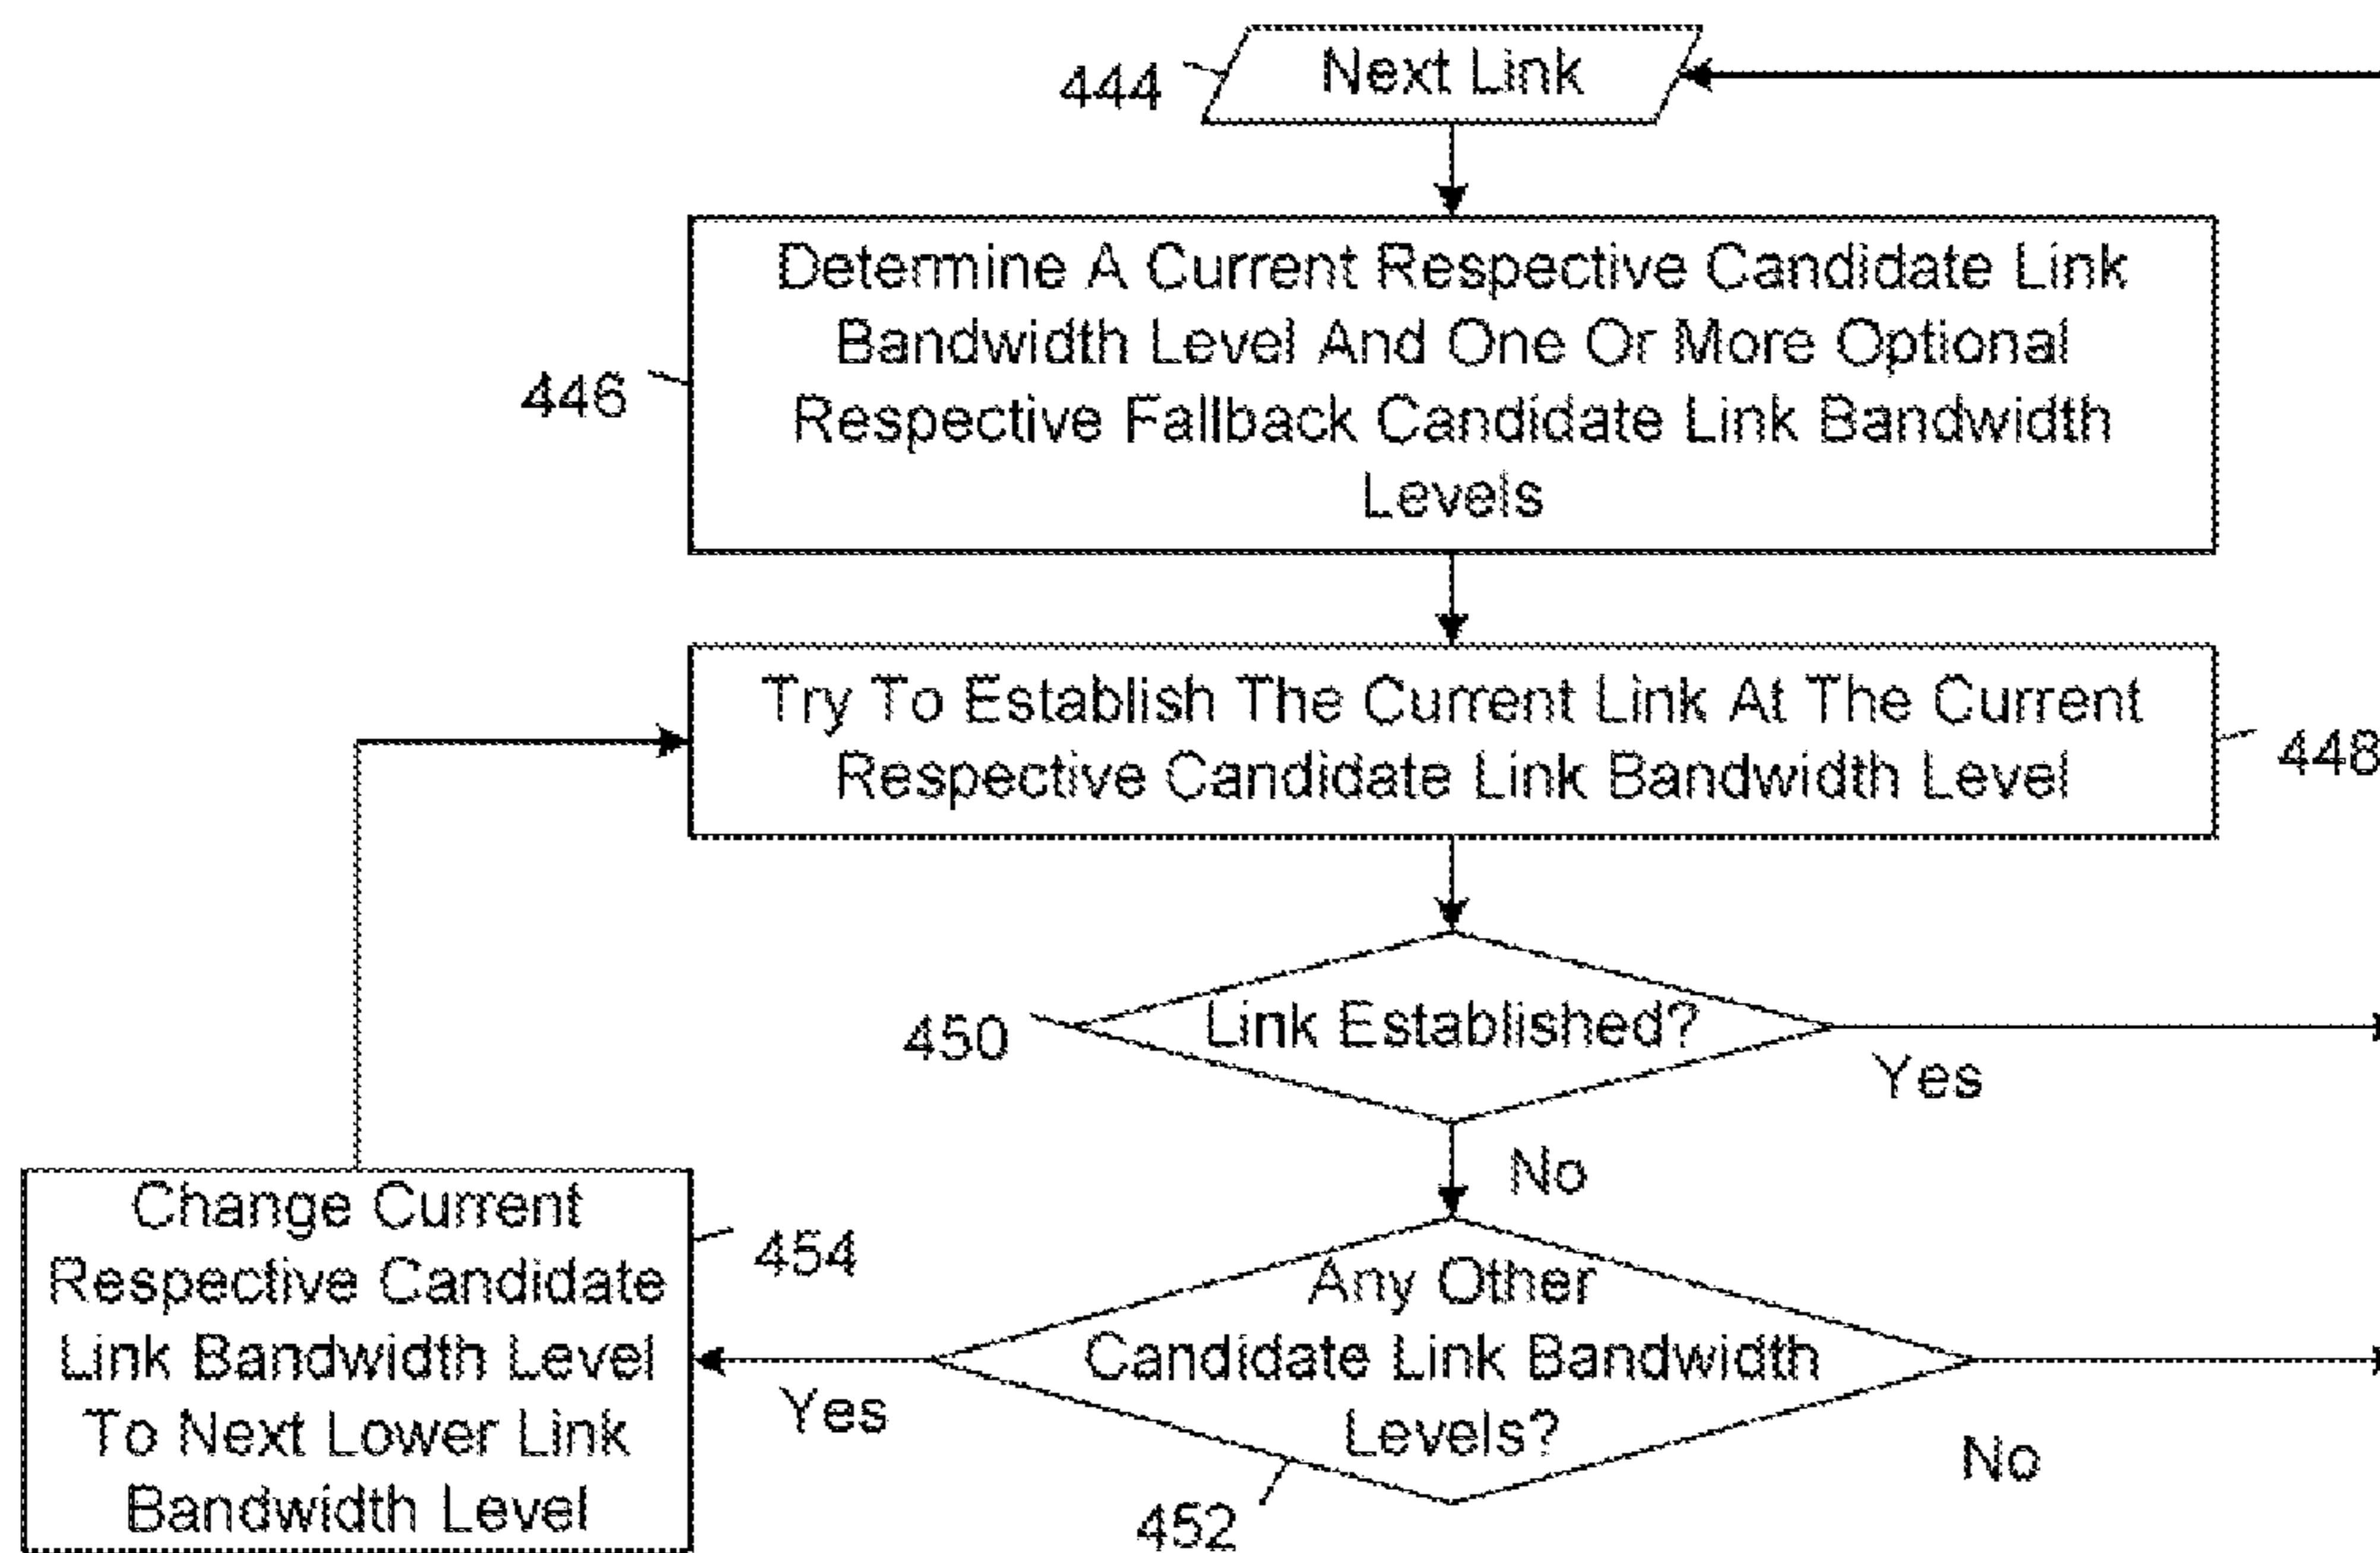 444
Next Link
Determine A Current Respective Candidate Link
Bandwidth Level And One Or More Optional
446
Respective Fallback Candidate Link Bandwidth
Levels
Try To Establish The Current Link At The Current
Respective Candidate Link Bandwidth Level
448
450
Link Established?
Yes
No
Change Current
Respective Candidate
Link Bandwidth Level
To Next Lower Link
Bandwidth Level
454
Any Other
Candidate Link Bandwidth
Levels?
Yes
No
452